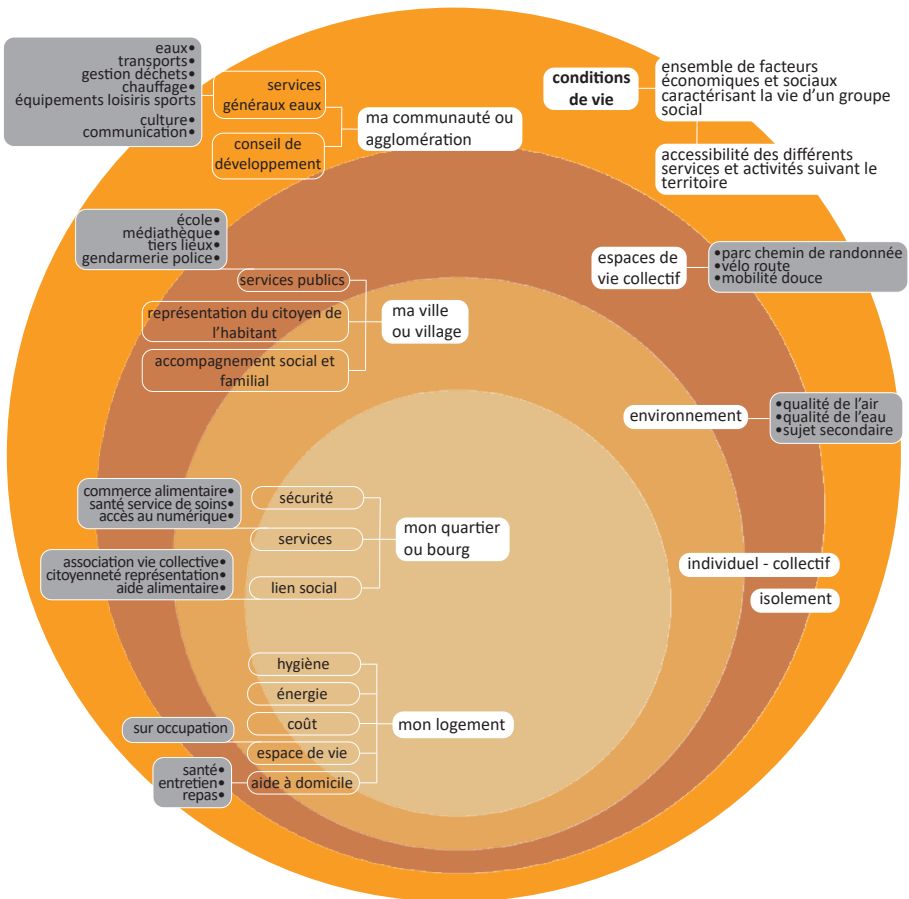 eaux•
transports•
gestion déchets•
chauffage•
équipements loisiris sports
culture•
communication•
services
généraux eaux
conseil de
développement
ma communauté ou
agglomération
conditions
de vie
ensemble de facteurs
économiques et sociaux
caractérisant la vie d'un groupe
social
accessibilité des différents
services et activités suivant le
territoire
école•
médiathèque•
tiers lieux•
gendarmerie police•
services publics
représentation du citoyen de
l'habitant
accompagnement social et
familial
ma ville
ou village
espaces de
vie collectif
•parc chemin de randonnée
•vélo route
•mobilité douce
environnement
•qualité de l'air
•qualité de l'eau
•sujet secondaire
commerce alimentaire•
santé service de soins•
accès au numérique•
association vie collective•
citoyenneté représentation•
aide alimentaire•
sécurité
services
lien social
mon quartier
ou bourg
individuel - collectif
isolement
hygiène
énergie
coût
espace de vie
aide à domicile
mon logement
sur occupation
santé•
entretien•
repas•